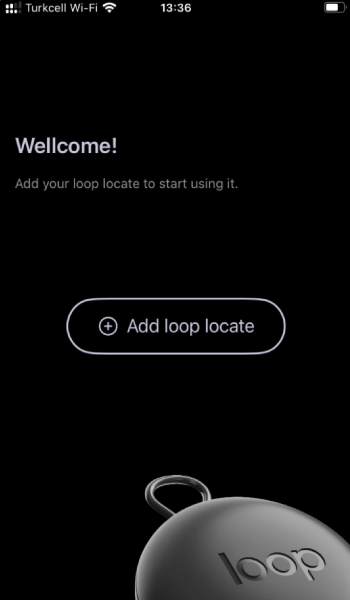 Turkcell Wi-Fi 13:36
Wellcome!
Add your loop locate to start using it.
Add loop locate
loop